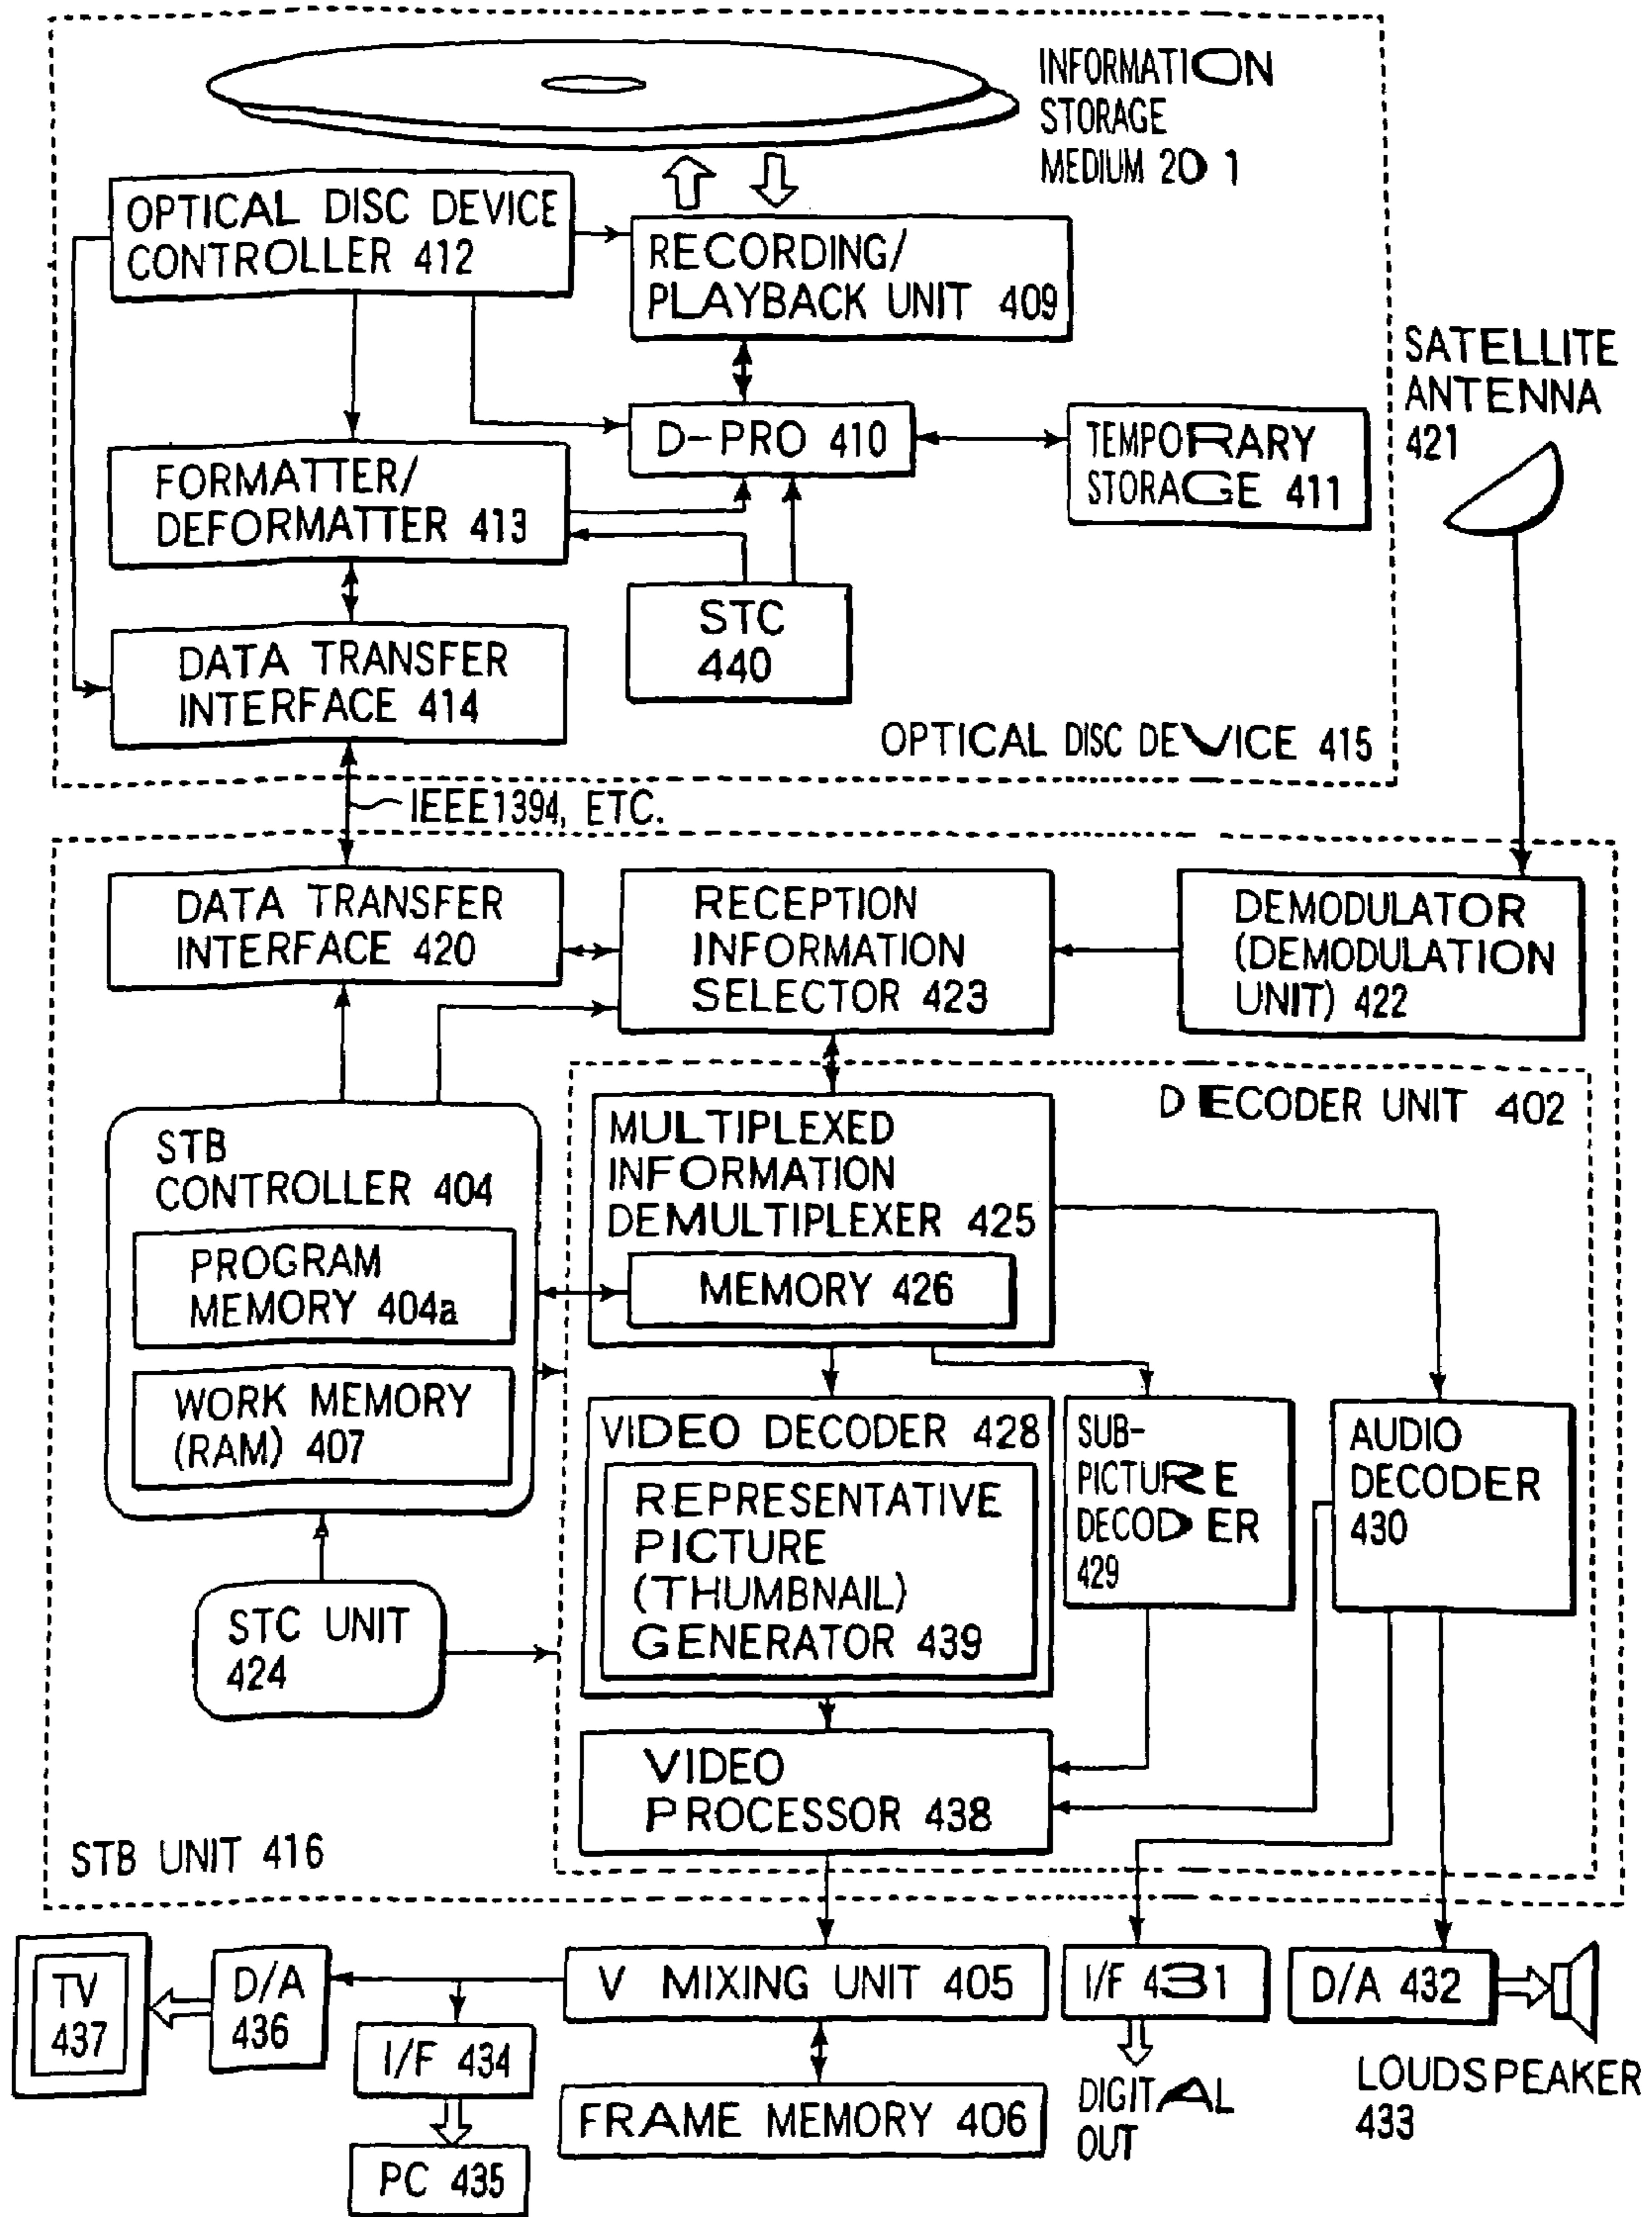 INFORMATION
STORAGE
MEDIUM 201
OPTICAL DISC DEVICE
CONTROLLER 412
RECORDING/
PLAYBACK UNIT 409
SATELLITE
ANTENNA
421
D-PRO 410
TEMPORARY
STORAGE 411
FORMATTER/
DEFORMATTER 413
STC
440
DATA TRANSFER
INTERFACE 414
OPTICAL DISC DEVICE 415
IEEE1394, ETC.
DATA TRANSFER
INTERFACE 420
RECEPTION
INFORMATION
SELECTOR 423
DEMODULATOR
(DEMODULATION
UNIT) 422
DECODER UNIT 402
STB
CONTROLLER 404
PROGRAM
MEMORY 404a
WORK MEMORY
(RAM) 407
MULTIPLEXED
INFORMATION
DEMULTIPLEXER 425
MEMORY 426
VIDEO DECODER 428
REPRESENTATIVE
PICTURE
(THUMBNAIL)
GENERATOR 439
SUB-
PICTURE
DECODER
429
AUDIO
DECODER
430
STC UNIT
424
VIDEO
PROCESSOR 438
STB UNIT 416
TV
437
D/A
436
V MIXING UNIT 405
I/F 431
D/A 432
I/F 434
FRAME MEMORY 406
DIGITAL
OUT
LOUDSPEAKER
433
PC 435